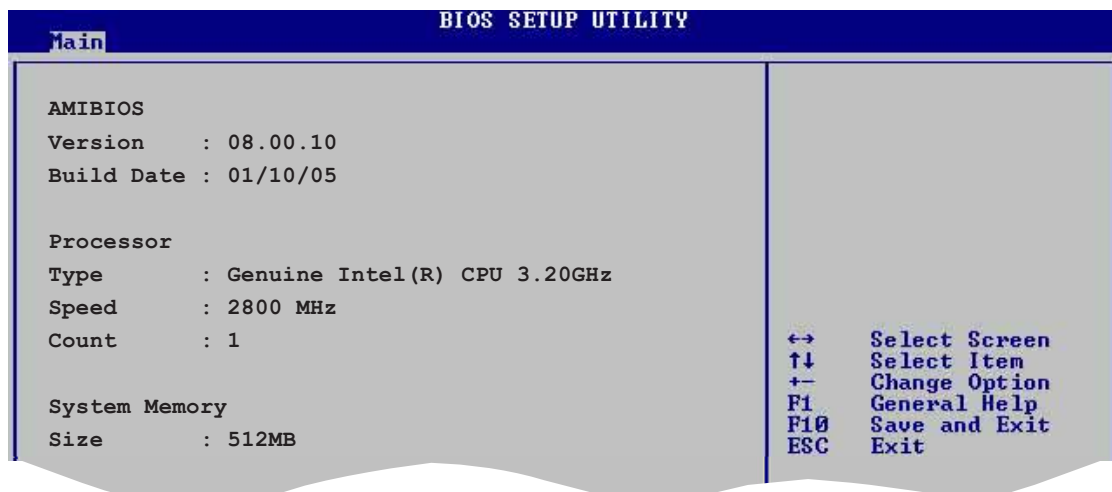 BIOS SETUP UTILITY
Main
AMIBIOS
Version : 08.00.10
Build Date : 01/10/05
Processor
Type : Genuine Intel(R) CPU 3.20GHz
Speed : 2800 MHz
Count : 1
System Memory
Size : 512MB
←→ Select Screen
↑↓ Select Item
+- Change Option
F1 General Help
F10 Save and Exit
ESC Exit